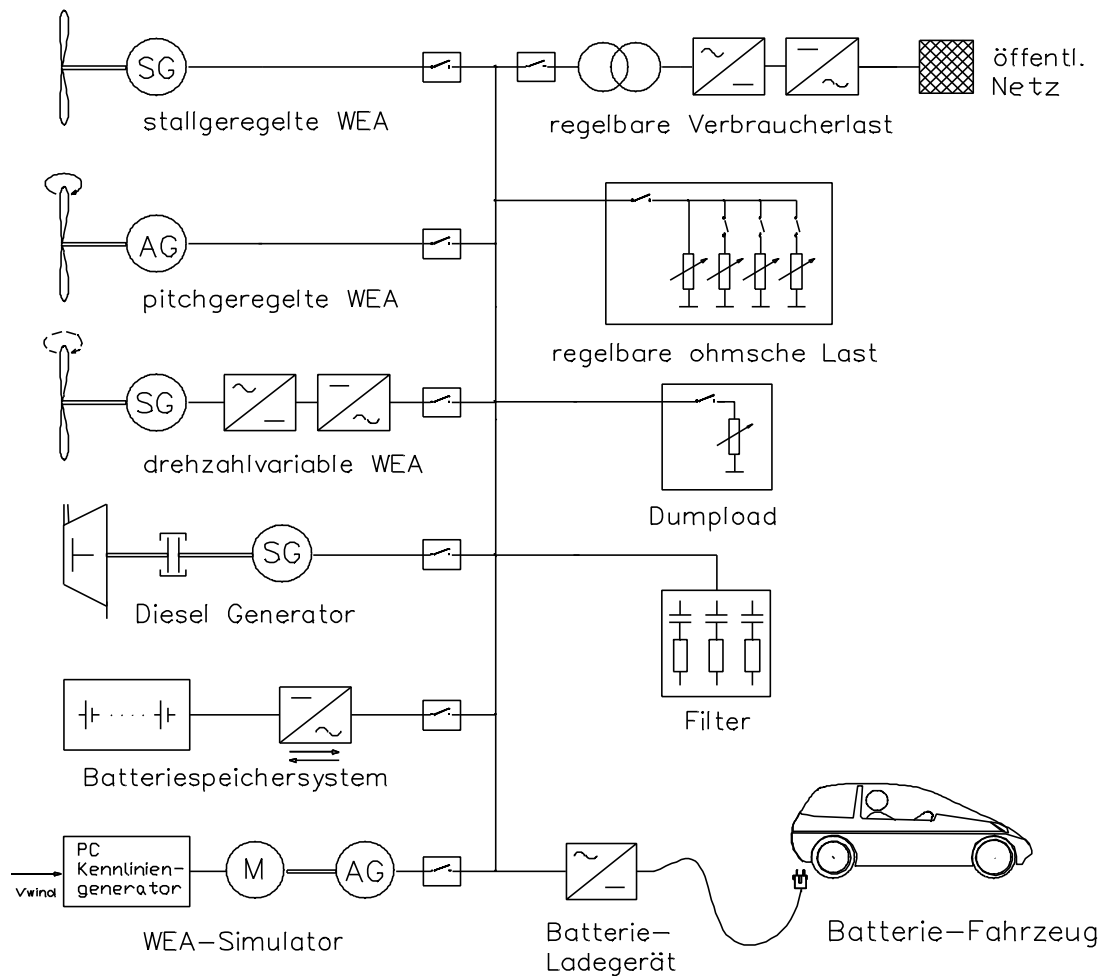 SG
öffentl.
Netz
stallgeregelte WEA
regelbare Verbraucherlast
AG
pitchgeregelte WEA
regelbare ohmsche Last
SG
drehzahlvariable WEA
Dumpload
SG
Diesel Generator
Filter
Batteriespeichersystem
PC
Kennlinien-
generator
Vwind
M
AG
WEA-Simulator
Batterie-
Ladegerät
Batterie-Fahrzeug